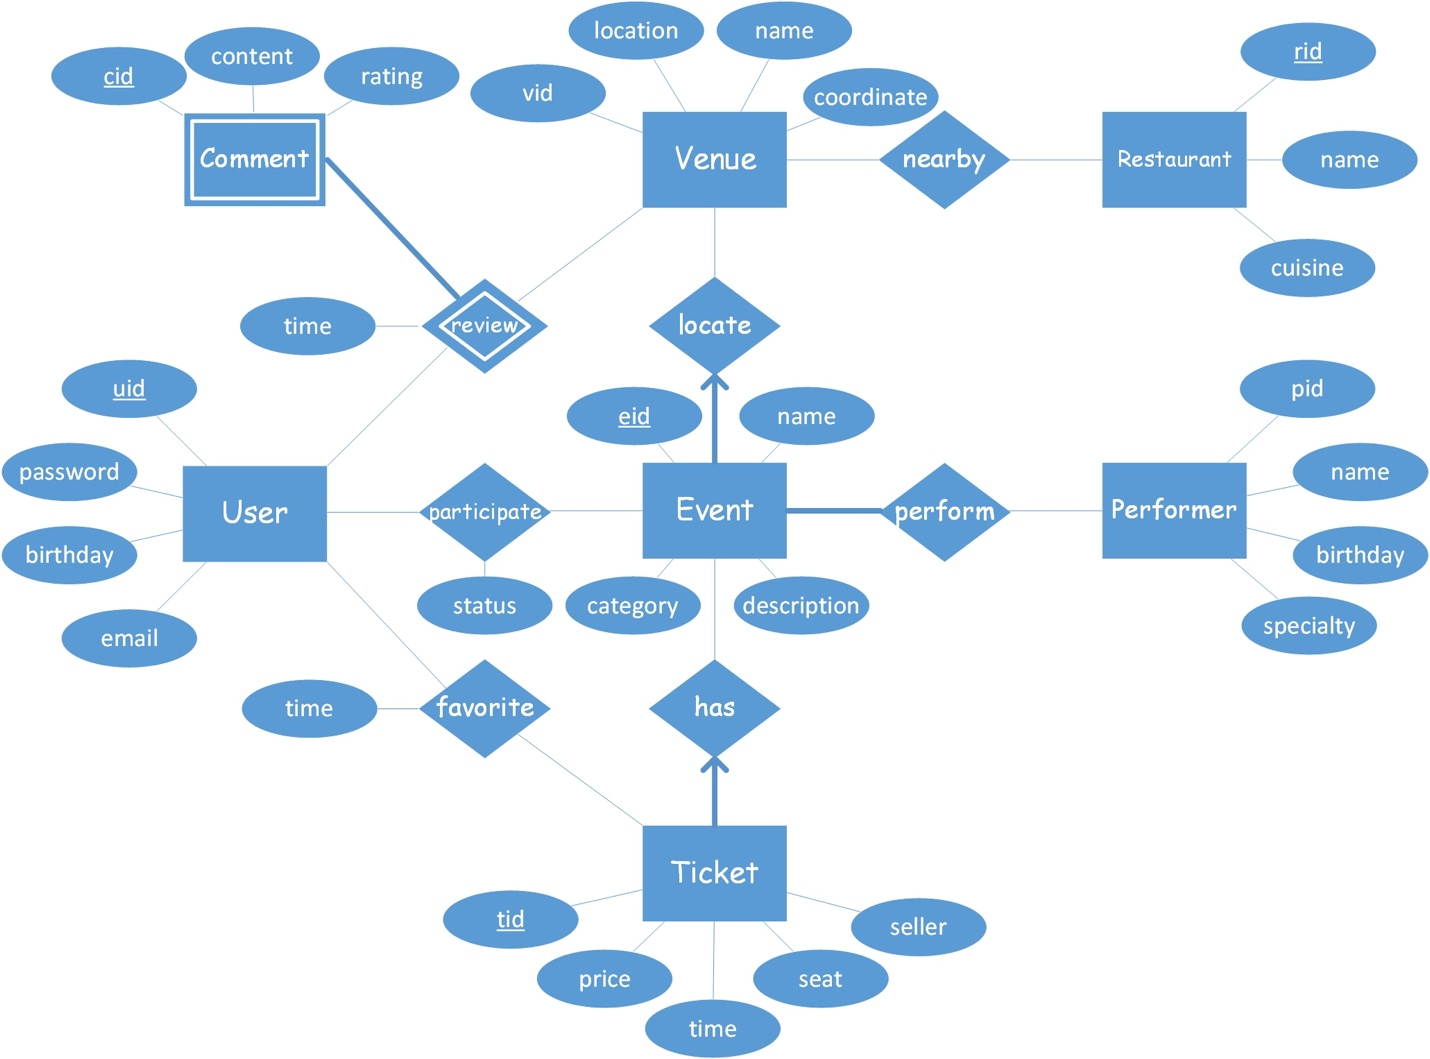 location
name
rid
content
cid
rating
vid
coordinate
Comment
Venue
nearby
Restaurant
name
cuisine
time
review
locate
uid
eid
name
pid
password
name
User
participate
Event
perform
Performer
birthday
birthday
status
category
description
email
specialty
time
favorite
has
Ticket
tid
seller
price
seat
time